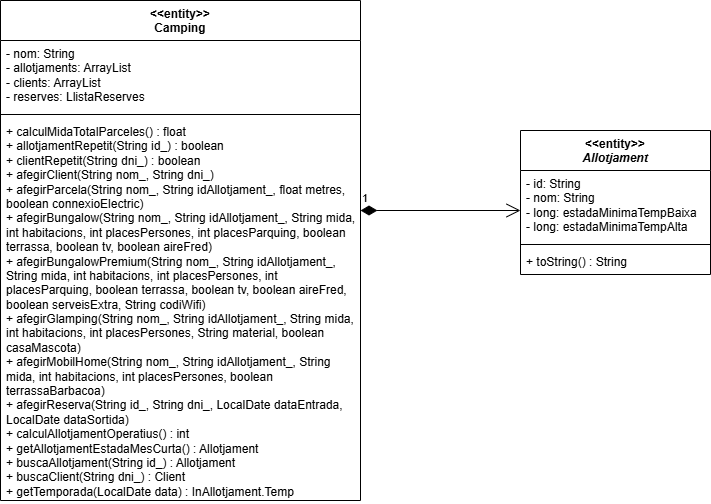 <<entity>>
Camping
- nom: String
- allotjaments: ArrayList
- clients: ArrayList
- reserves: LlistaReserves
+ calculMidaTotalParceles() : float
+ allotjamentRepetit(String id_) : boolean
+ clientRepetit(String dni_) : boolean
+ afegirClient(String nom_, String dni_)
+ afegirParcela(String nom_, String idAllotjament_, float metres,
boolean connexioElectric)
+ afegirBungalow(String nom_, String idAllotjament_, String mida,
int habitacions, int placesPersones, int placesParquing, boolean
terrassa, boolean tv, boolean aireFred)
+ afegirBungalowPremium(String nom_, String idAllotjament_,
String mida, int habitacions, int placesPersones, int
placesParquing, boolean terrassa, boolean tv, boolean aireFred,
boolean serveisExtra, String codiWifi)
+ afegirGlamping(String nom_, String idAllotjament_, String mida,
int habitacions, int placesPersones, String material, boolean
casaMascota)
+ afegirMobilHome(String nom_, String idAllotjament_, String
mida, int habitacions, int placesPersones, boolean
terrassaBarbacoa)
+ afegirReserva(String id_, String dni_, LocalDate dataEntrada,
LocalDate dataSortida)
+ calculAllotjamentOperatius() : int
+ getAllotjamentEstadaMesCurta() : Allotjament
+ buscaAllotjament(String id_) : Allotjament
+ buscaClient(String dni_) : Client
+ getTemporada(LocalDate data) : InAllotjament.Temp
1
<<entity>>
Allotjament
- id: String
- nom: String
- long: estadaMinimaTempBaixa
- long: estadaMinimaTempAlta
+ toString() : String